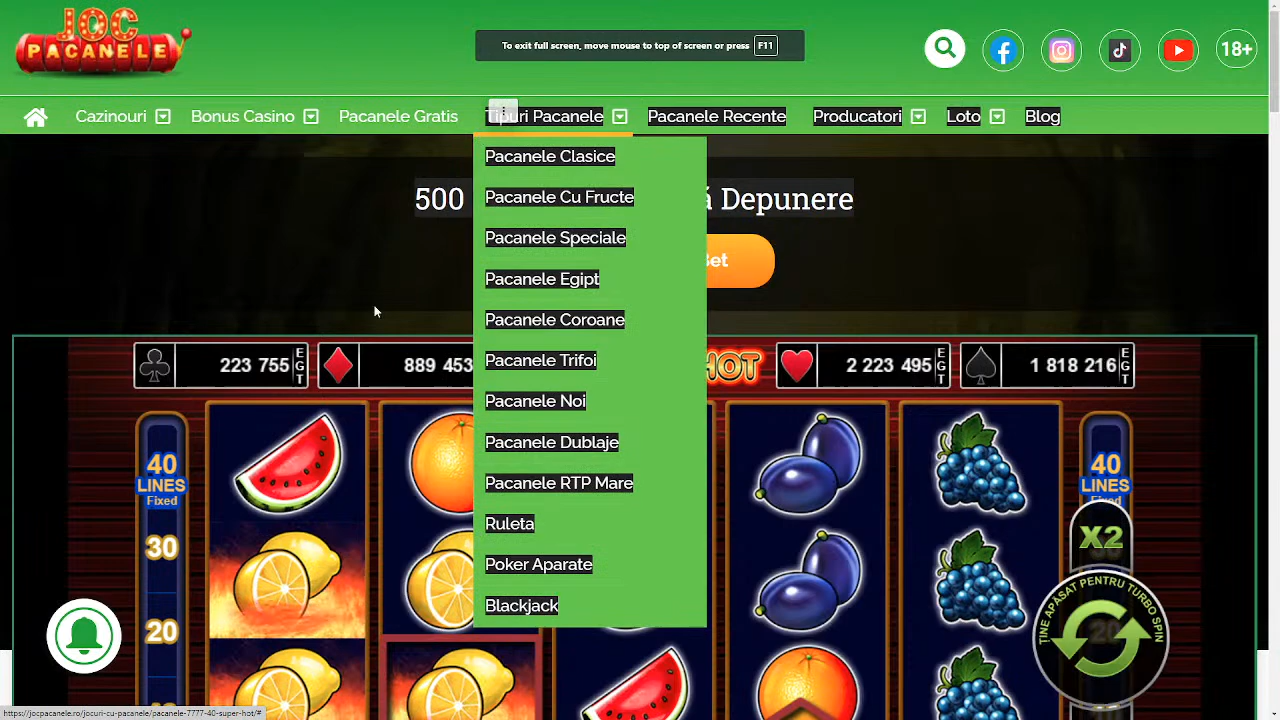 JOC
PACANELE
To exit full screen, move mouse to top of screen or press F11
18+
Cazinouri Bonus Casino Pacanele Gratis Tipuri Pacanele Pacanele Recente Producatori Loto Blog
Pacanele Clasice
Pacanele Cu Fructe
Pacanele Speciale
Pacanele Egipt
Pacanele Coroane
Pacanele Trifoi
Pacanele Noi
Pacanele Dublaje
Pacanele RTP Mare
Ruleta
Poker Aparate
Blackjack
500 ă Depunere
Bet
223 755 EGT
889 453
HOT
2 223 495 EGT
1 818 216 EGT
40
LINES
Fixed
30
20
40
LINES
Fixed
X2
ȚINE APĂSAT PENTRU TURBO SPIN
20
https://jocpacanele.ro/jocuri-cu-pacanele/pacanele-7777-40-super-hot/#